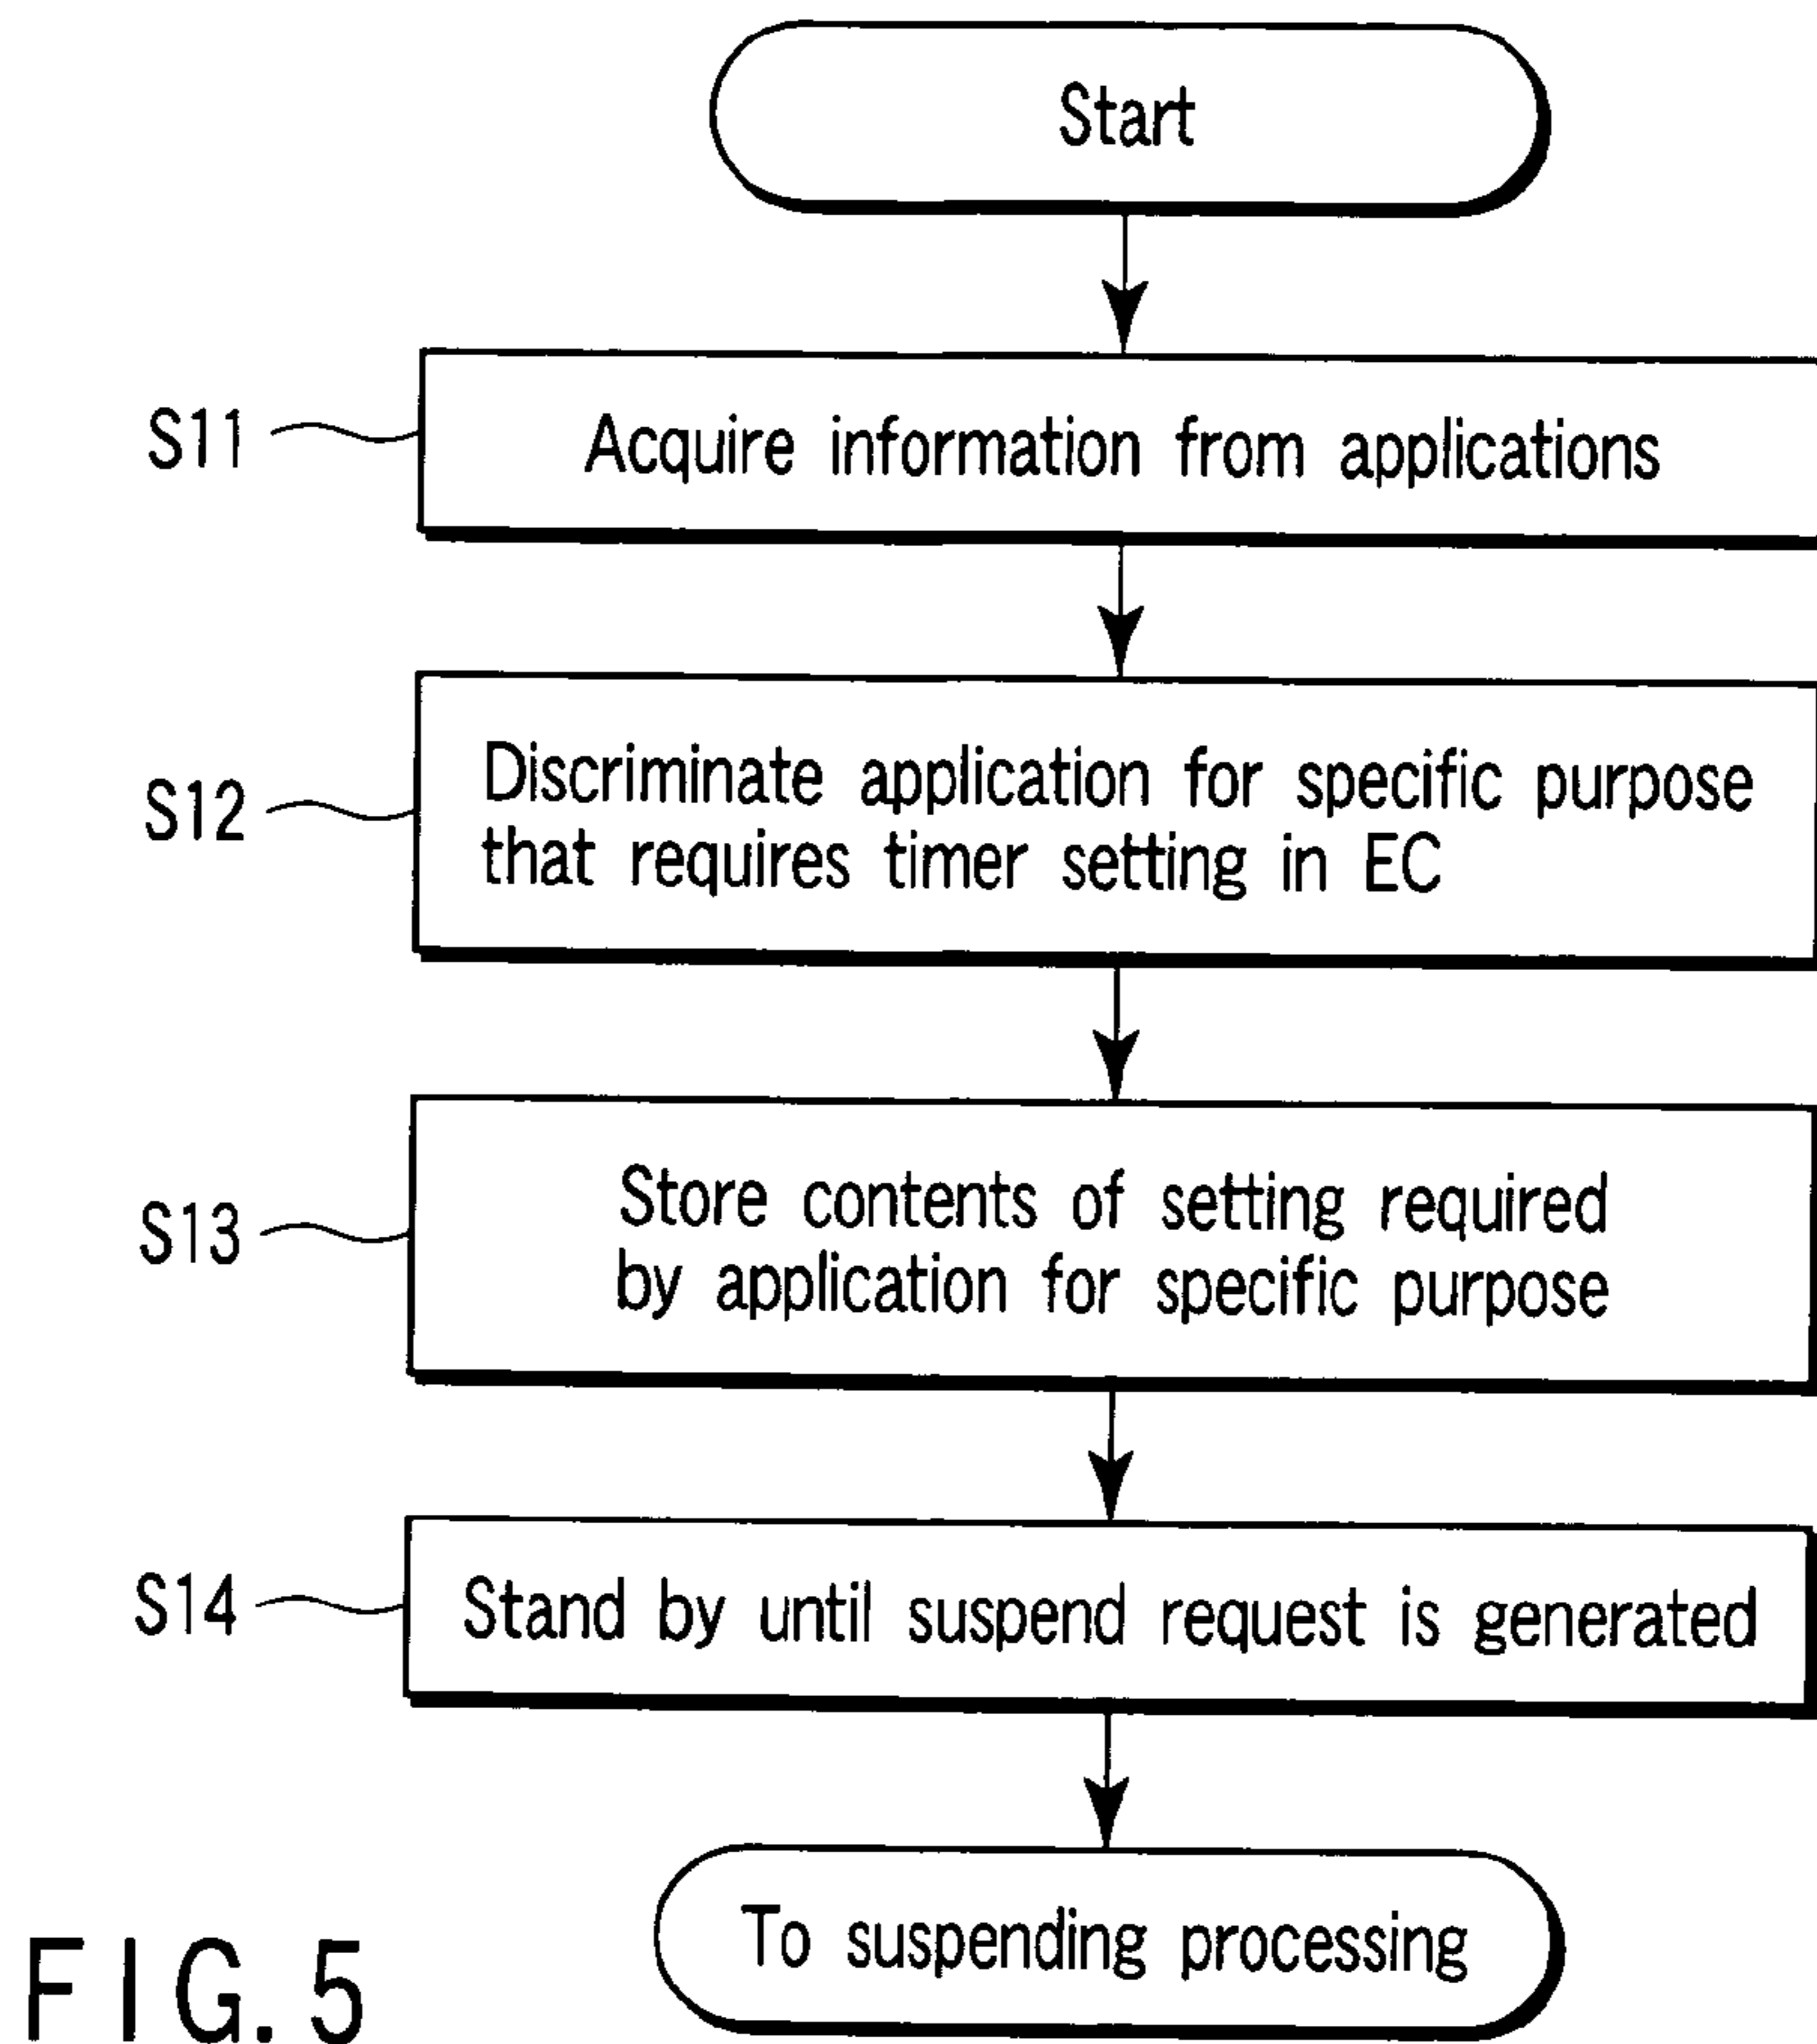 Start
S11
Acquire information from applications
S12
Discriminate application for specific purpose
that requires timer setting in EC
S13
Store contents of setting required
by application for specific purpose
S14
Stand by until suspend request is generated
To suspending processing
FIG. 5